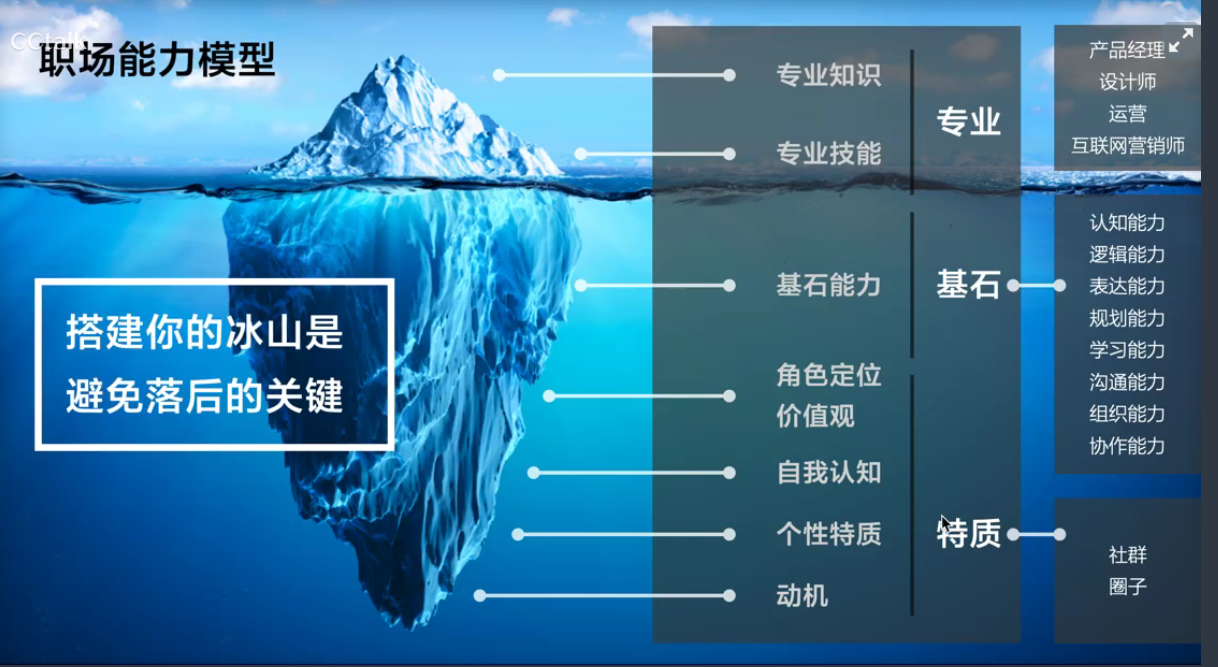 CCtalk
职场能力模型
搭建你的冰山是
避免落后的关键
专业知识
专业技能
专业
产品经理
设计师
运营
互联网营销师
基石能力
基石
认知能力
逻辑能力
表达能力
规划能力
学习能力
沟通能力
组织能力
协作能力
角色定位
价值观
自我认知
个性特质
动机
特质
社群
圈子